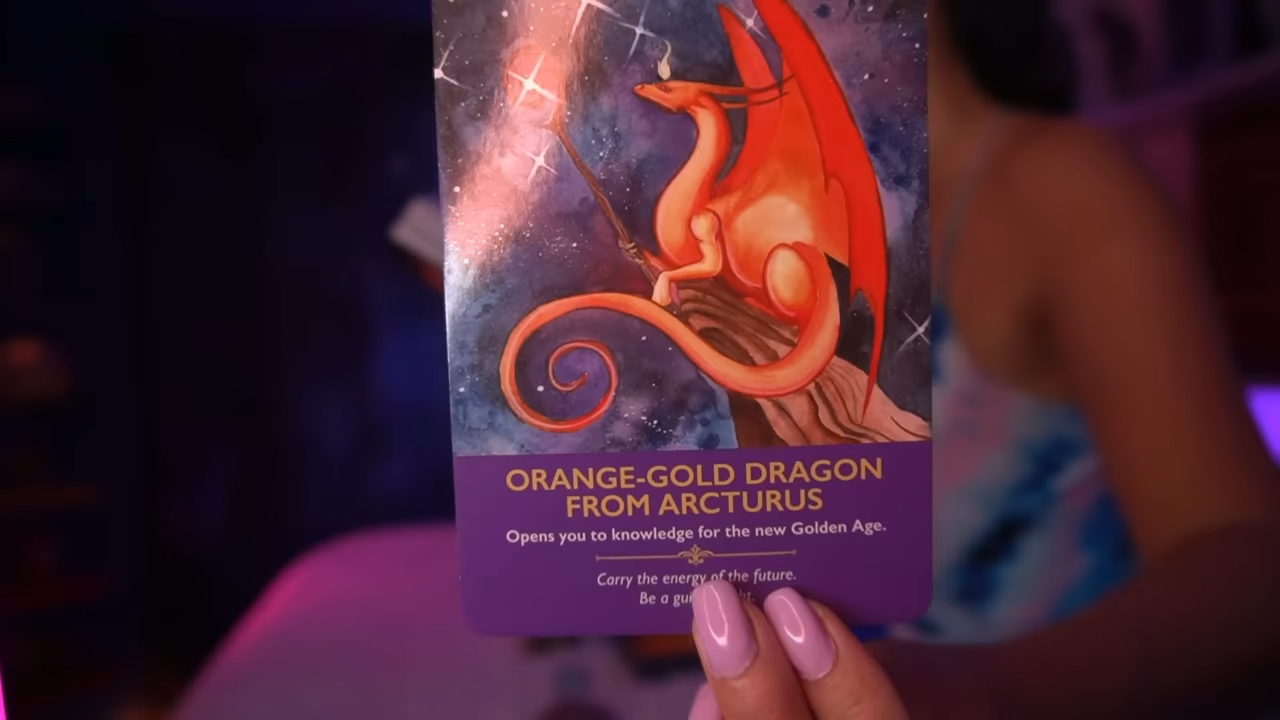 ORANGE-GOLD DRAGON
FROM ARCTURUS
Opens you to knowledge for the new Golden Age.
Carry the energy of the future.
Be a